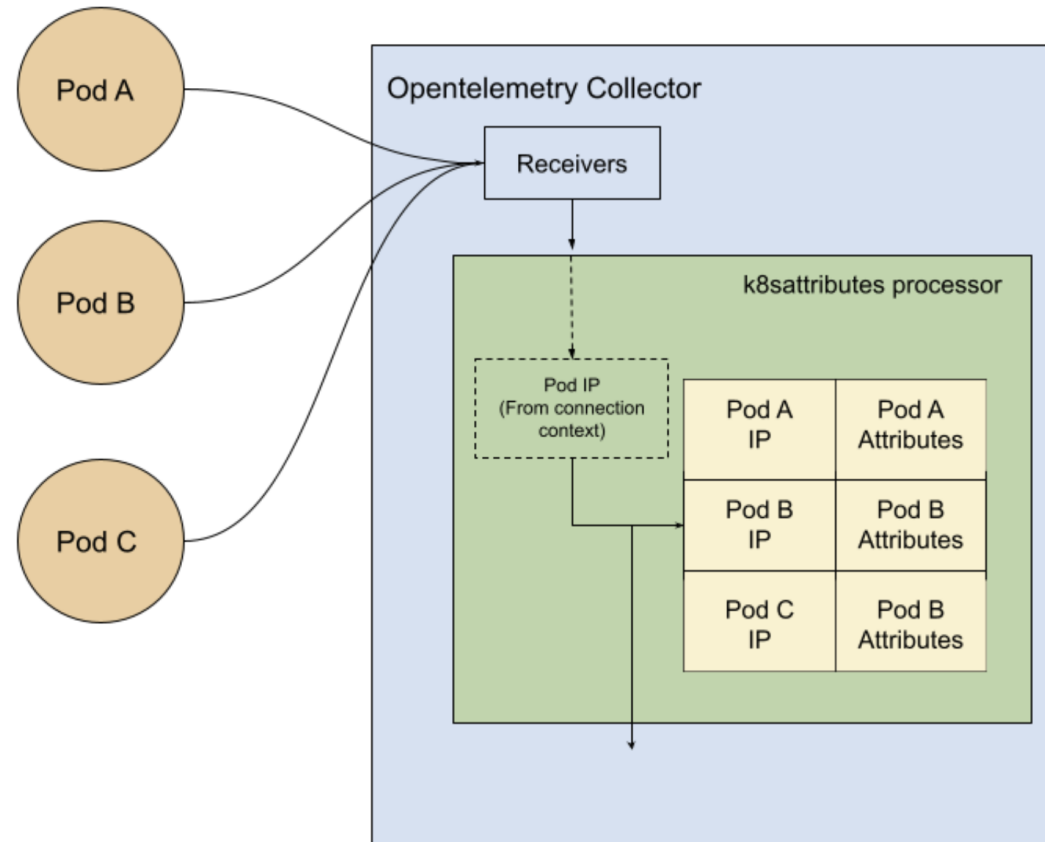 Pod A
Opentelemetry Collector
Receivers
Pod B
k8sattributes processor
Pod IP
(From connection
context)
Pod A
IP
Pod A
Attributes
Pod B
IP
Pod B
Attributes
Pod C
Pod C
IP
Pod B
Attributes